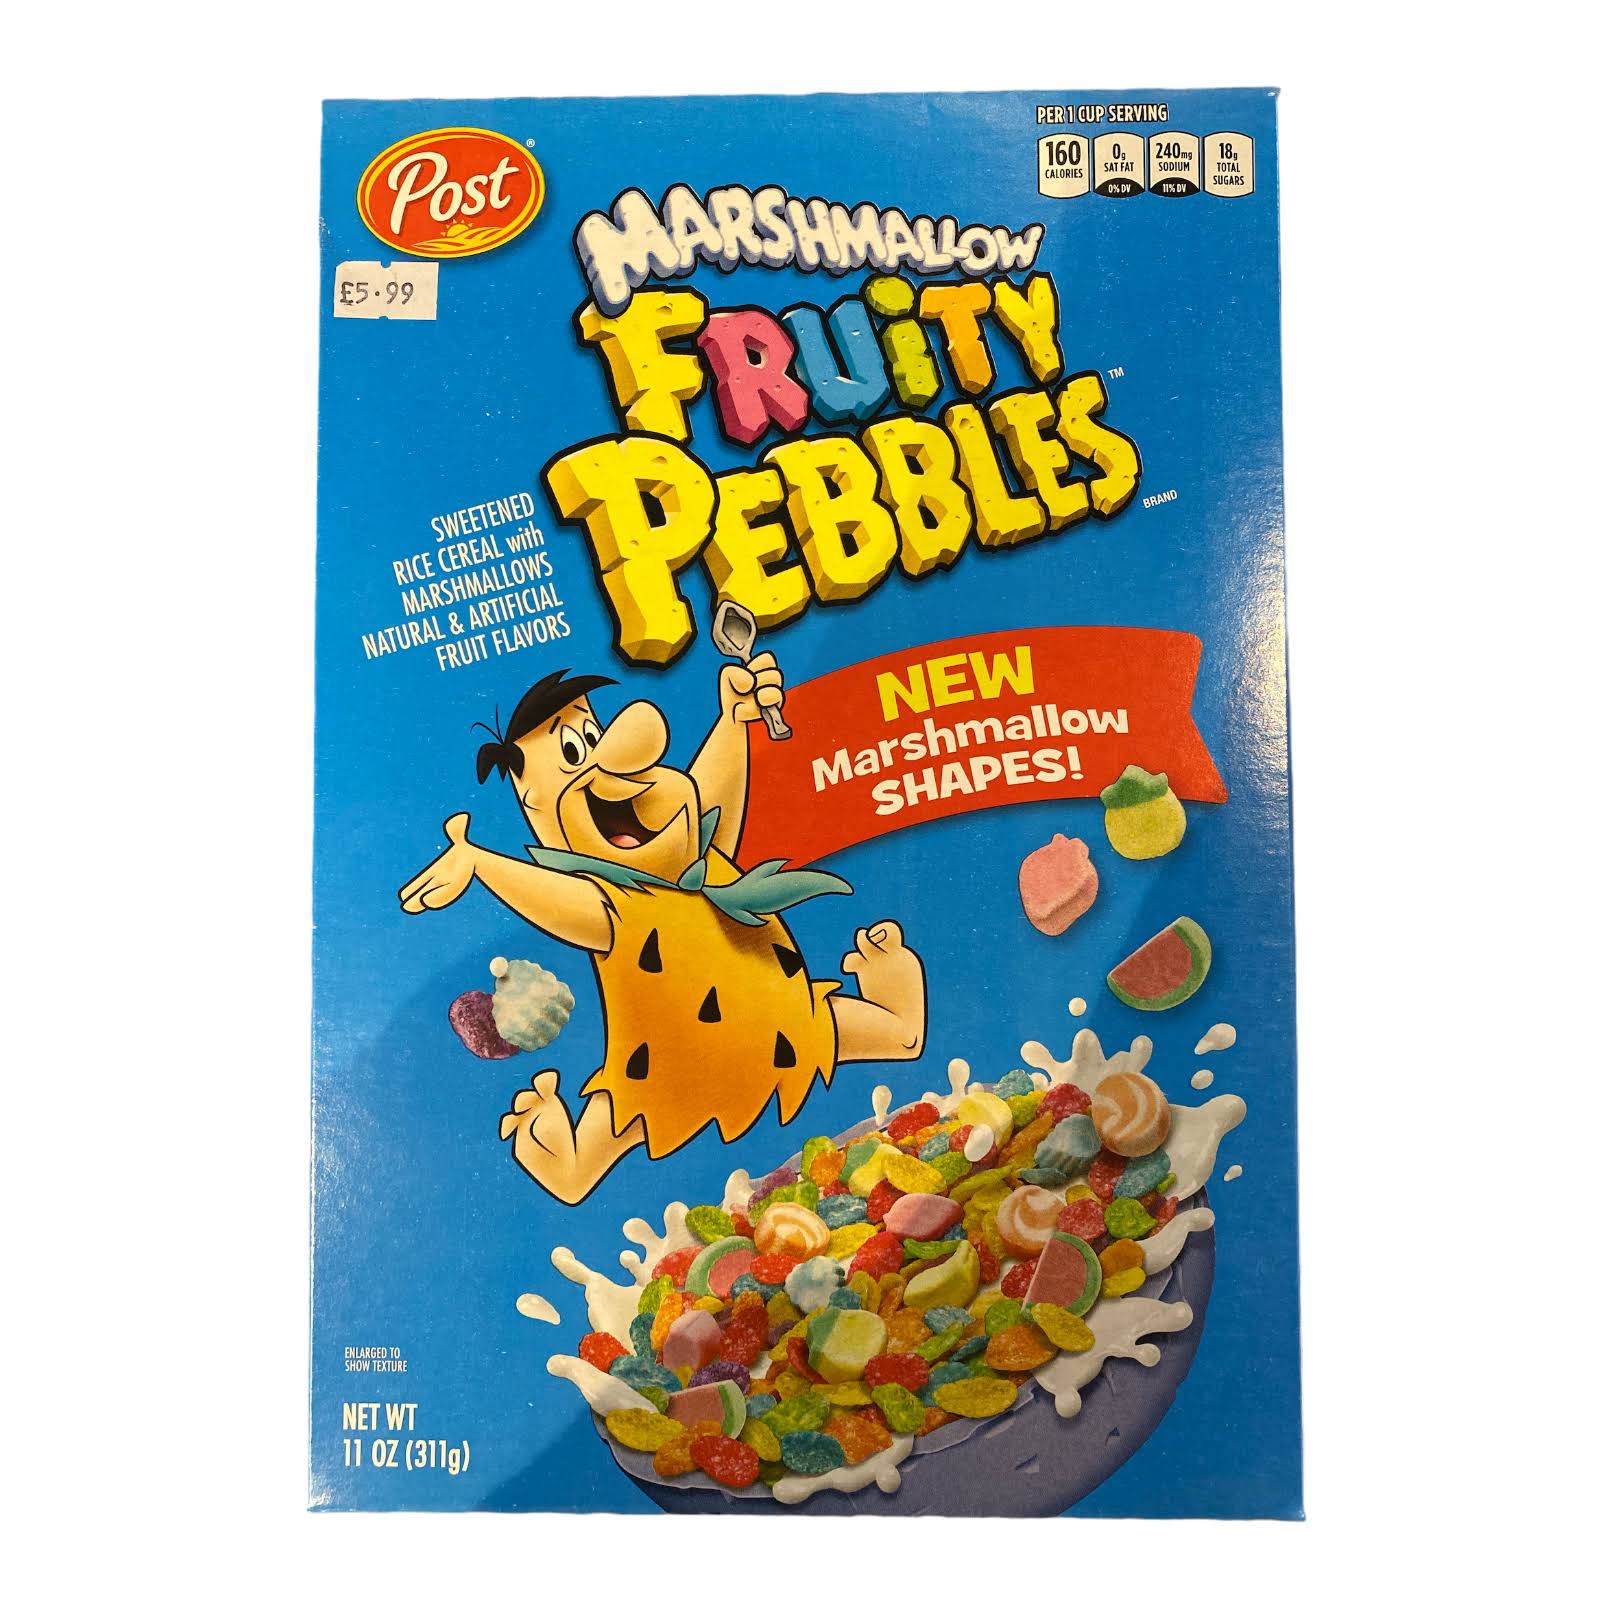 PER 1 CUP SERVING
160 CALORIES
0g SAT FAT 0% DV
240mg SODIUM 11% DV
18g TOTAL SUGARS
Post®
£5.99
MARSHMALLOW
FRUiTY
PEBBLES™
BRAND
SWEETENED
RICE CEREAL with
MARSHMALLOWS
NATURAL & ARTIFICIAL
FRUIT FLAVORS
NEW
Marshmallow
SHAPES!
ENLARGED TO
SHOW TEXTURE
NET WT
11 OZ (311g)